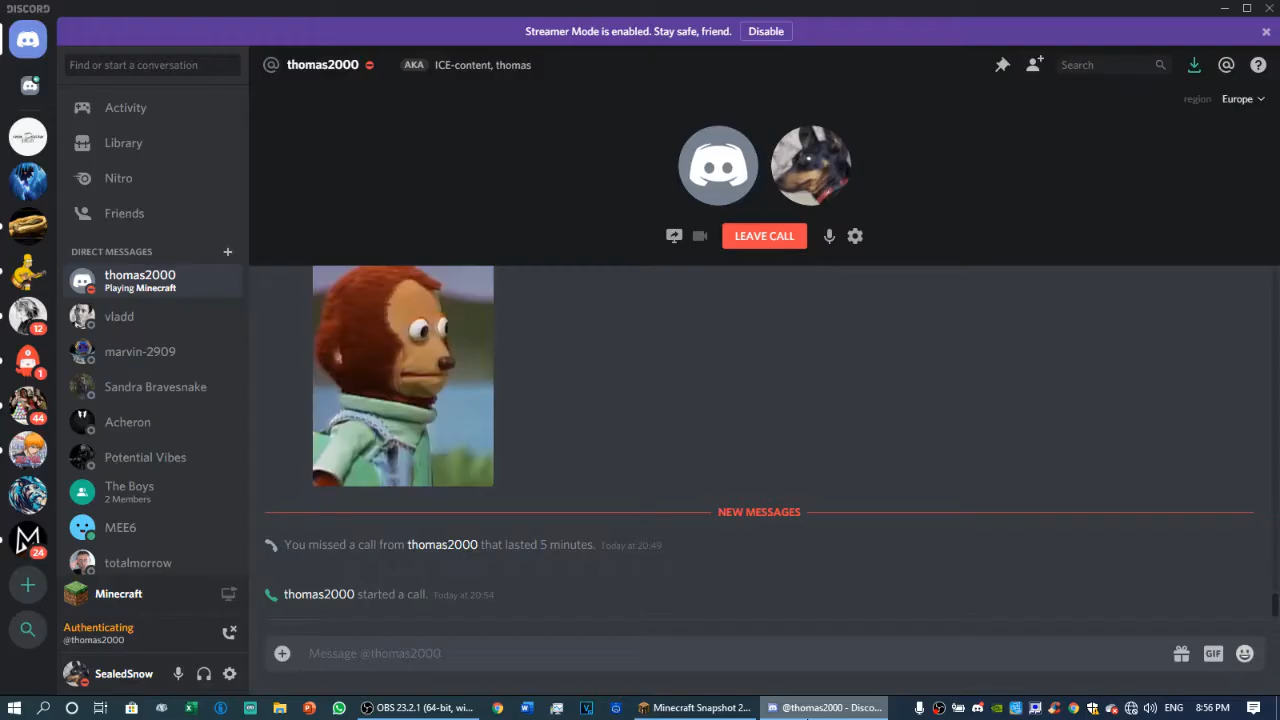 DISCORD
Streamer Mode is enabled. Stay safe, friend. Disable
Find or start a conversation
thomas2000 AKA ICE-content, thomas
Search
region Europe
LEAVE CALL
Activity
Library
Nitro
Friends
DIRECT MESSAGES
thomas2000
Playing Minecraft
vladd
marvin-2909
Sandra Bravesnake
Acheron
Potential Vibes
The Boys
2 Members
MEE6
totalmorrow
12
1
44
24
Minecraft
Authenticating
@thomas2000
SealedSnow
NEW MESSAGES
You missed a call from thomas2000 that lasted 5 minutes. Today at 20:49
thomas2000 started a call. Today at 20:54
Message @thomas2000
GIF
OBS 23.2.1 (64-bit, wi...
Minecraft Snapshot 2...
@thomas2000 - Disco...
8:56 PM